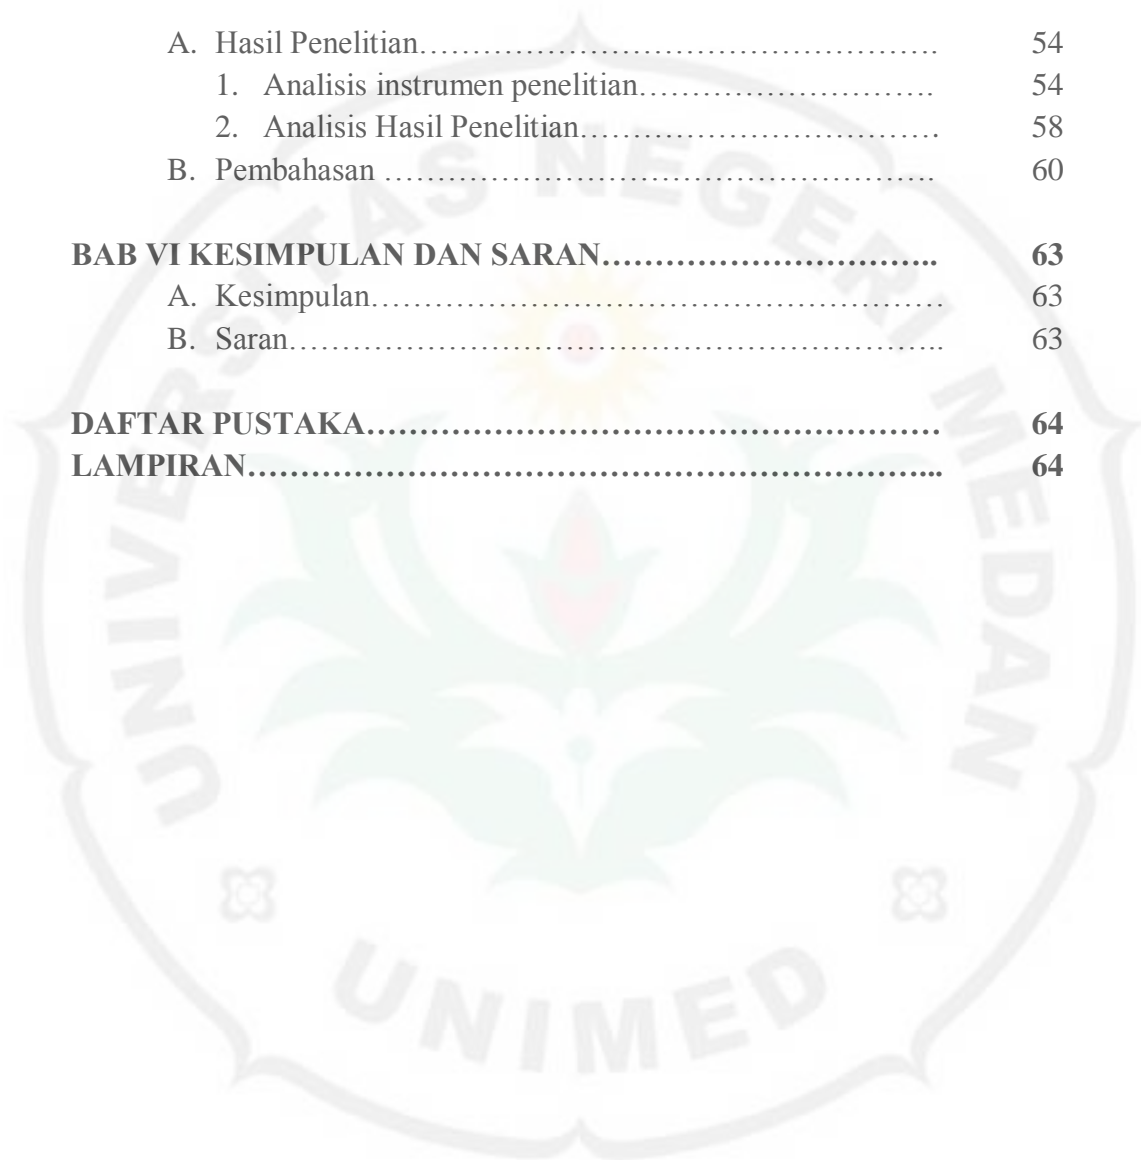 A. Hasil Penelitian……………………………………………. 54
1. Analisis instrumen penelitian………………………. 54
2. Analisis Hasil Penelitian……………………………. 58
B. Pembahasan ………………………………………………. 60
BAB VI KESIMPULAN DAN SARAN………………………….. 63
A. Kesimpulan……………………………………………… 63
B. Saran…………………………………………………….. 63
DAFTAR PUSTAKA……………………………………………… 64
LAMPIRAN………………………………………………………... 64
UNIVERSITAS NEGERI MEDAN
UNIMED